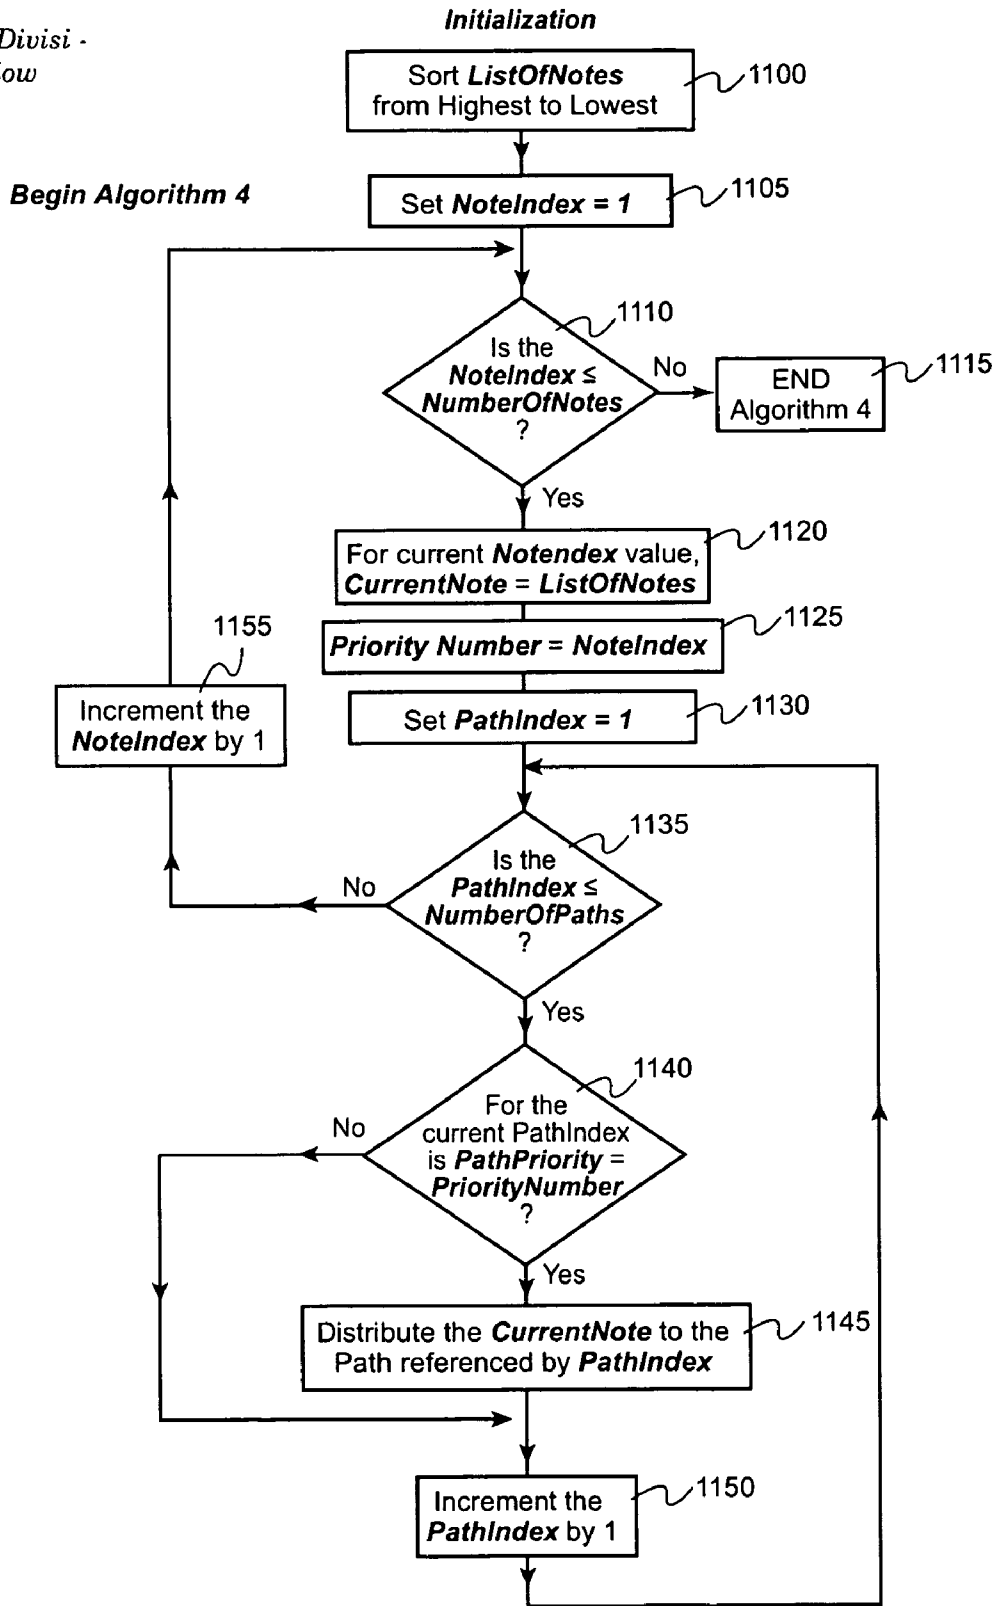 Divisi -
Initialization
Sort ListOfNotes
from Highest to Lowest
1100
Begin Algorithm 4
Set NoteIndex = 1
1105
1110
Is the
NoteIndex ≤
NumberOfNotes
?
No
END
Algorithm 4
1115
Yes
For current Notendex value,
CurrentNote = ListOfNotes
1120
Priority Number = NoteIndex
1125
Set PathIndex = 1
1130
1155
Increment the
NoteIndex by 1
1135
Is the
PathIndex ≤
NumberOfPaths
?
No
Yes
1140
For the
current PathIndex
is PathPriority =
PriorityNumber
?
No
Yes
Distribute the CurrentNote to the
Path referenced by PathIndex
1145
Increment the
PathIndex by 1
1150